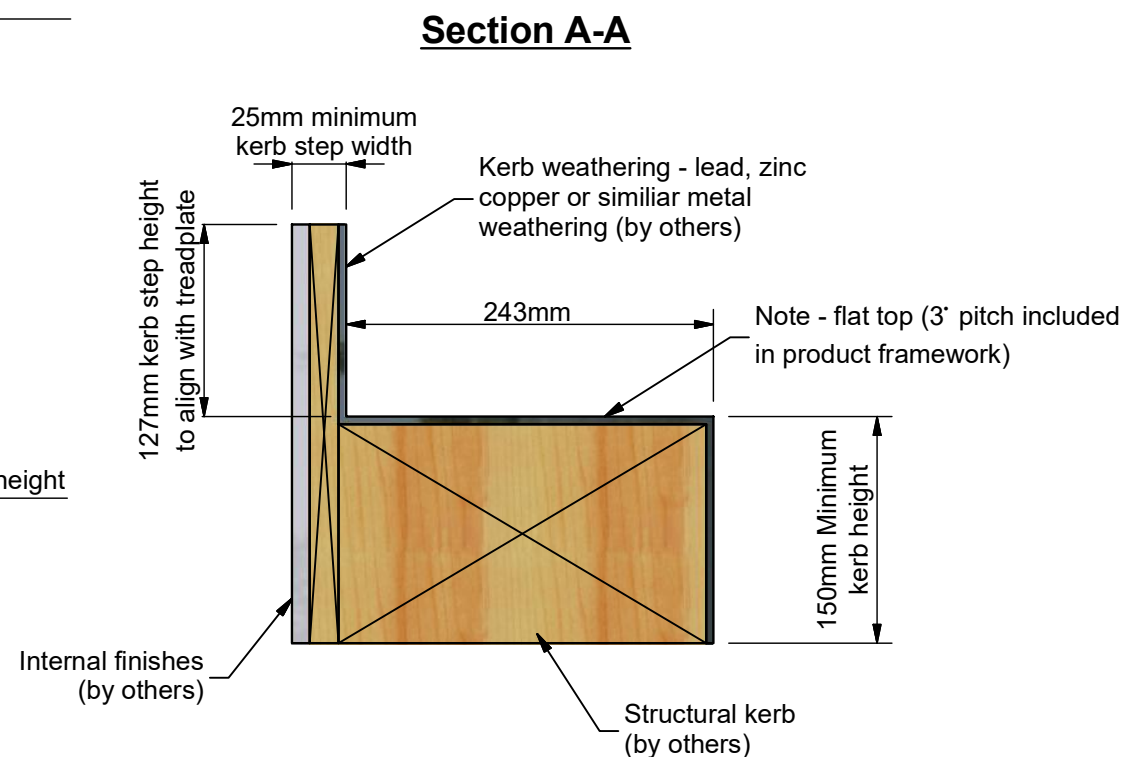 Section A-A
25mm minimum
kerb step width
Kerb weathering - lead, zinc
copper or similiar metal
weathering (by others)
127mm kerb step height
to align with treadplate
243mm
Note - flat top (3° pitch included
in product framework)
height
150mm Minimum
kerb height
Internal finishes
(by others)
Structural kerb
(by others)